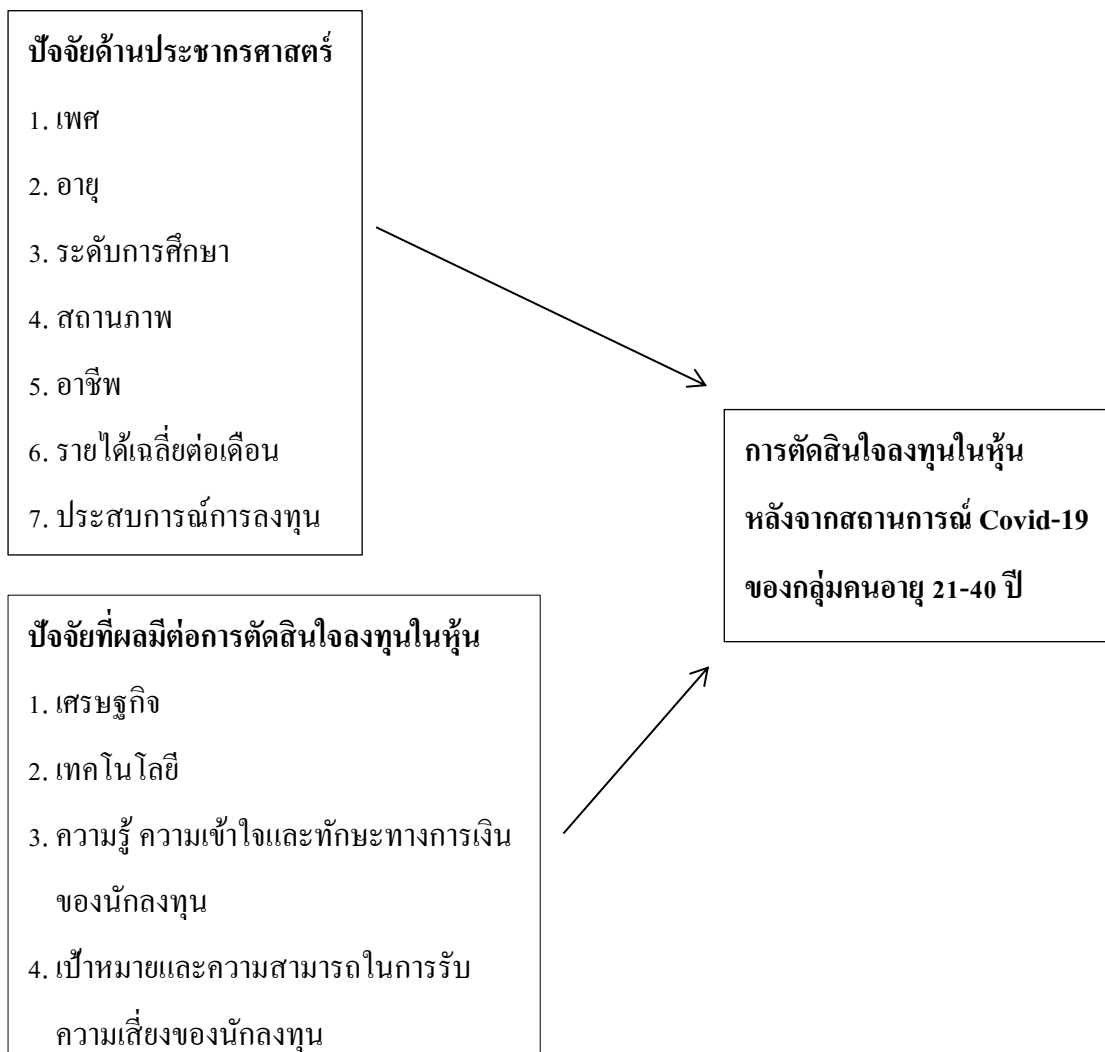 ปัจจัยด้านประชากรศาสตร์
1. เพศ
2. อายุ
3. ระดับการศึกษา
4. สถานภาพ
5. อาชีพ
6. รายได้เฉลี่ยต่อเดือน
7. ประสบการณ์การลงทุน
การตัดสินใจลงทุนในหุ้น
หลังจากสถานการณ์ Covid-19
ของกลุ่มคนอายุ 21-40 ปี
ปัจจัยที่ผลมีต่อการตัดสินใจลงทุนในหุ้น
1. เศรษฐกิจ
2. เทคโนโลยี
3. ความรู้ ความเข้าใจและทักษะทางการเงิน
ของนักลงทุน
4. เป้าหมายและความสามารถในการรับ
ความเสี่ยงของนักลงทุน